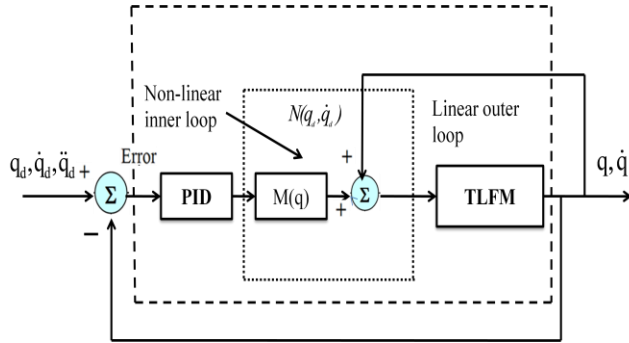 Non-linear
inner loop
N(q_d, q̇_d)
Linear outer
loop
q_d, q̇_d, q̈_d +
Error
Σ
PID
M(q)
+
+
Σ
TLFM
q, q̇
−